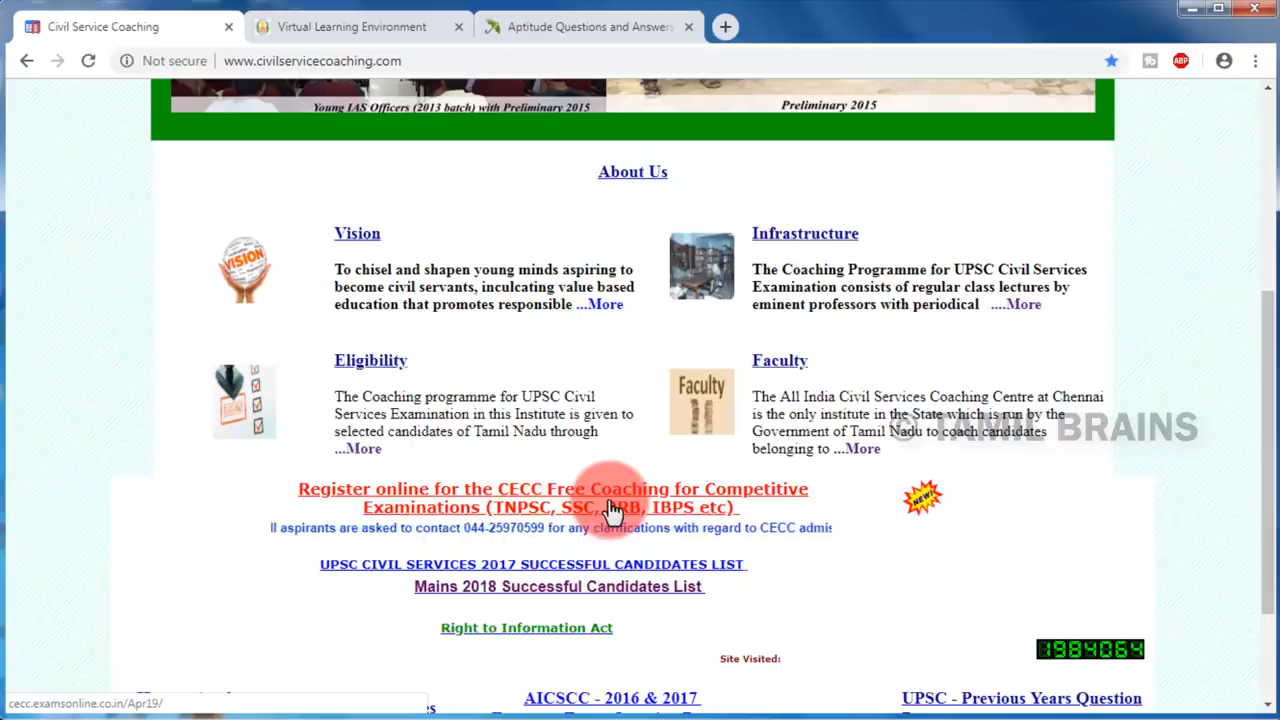 Civil Service Coaching
Virtual Learning Environment
Aptitude Questions and Answers
Not secure
www.civilservicecoaching.com
ABP
Young IAS Officers (2013 batch) with Preliminary 2015
Preliminary 2015
About Us
Vision
To chisel and shapen young minds aspiring to
become civil servants, inculcating value based
education that promotes responsible ...More
VISION
Infrastructure
The Coaching Programme for UPSC Civil Services
Examination consists of regular class lectures by
eminent professors with periodical ....More
Eligibility
The Coaching programme for UPSC Civil
Services Examination in this Institute is given to
selected candidates of Tamil Nadu through
...More
Faculty
Faculty
The All India Civil Services Coaching Centre at Chennai
is the only institute in the State which is run by the
Government of Tamil Nadu to coach candidates
belonging to ...More
© TAMIL BRAINS
Register online for the CECC Free Coaching for Competitive
Examinations (TNPSC, SSC, RRB, IBPS etc)
NEW!
ll aspirants are asked to contact 044-25970599 for any clarifications with regard to CECC admis
UPSC CIVIL SERVICES 2017 SUCCESSFUL CANDIDATES LIST
Mains 2018 Successful Candidates List
Right to Information Act
Site Visited:
1984064
cecc.examsonline.co.in/Apr19/
AICSCC - 2016 & 2017
UPSC - Previous Years Question